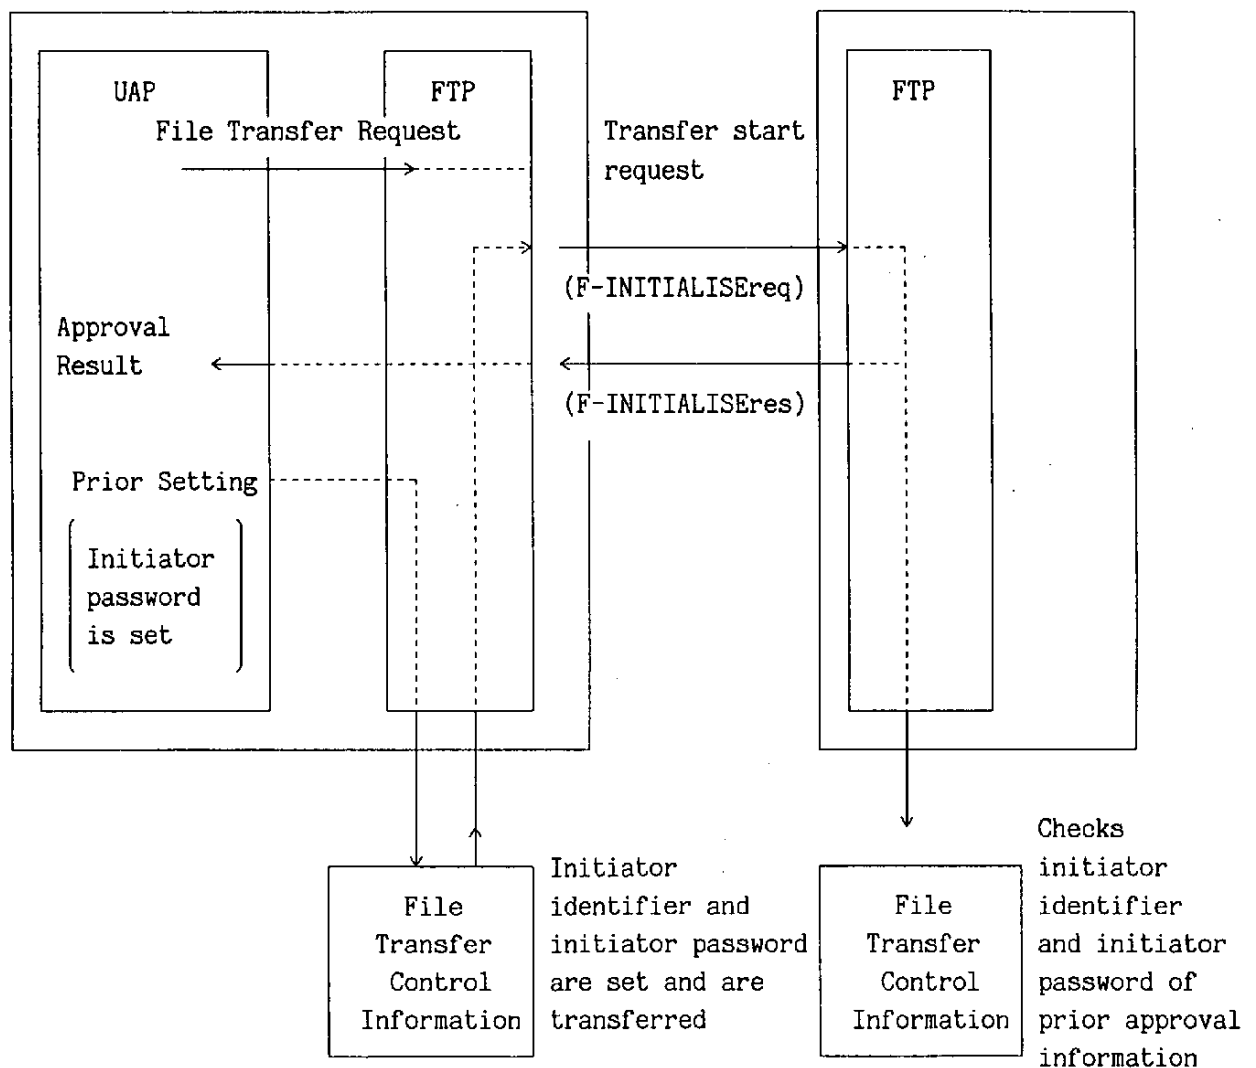 UAP
FTP
FTP
File Transfer Request
Transfer start
request
(F-INITIALISEreq)
Approval
Result
(F-INITIALISEres)
Prior Setting
Initiator
password
is set
File
Transfer
Control
Information
Initiator
identifier and
initiator password
are set and are
transferred
File
Transfer
Control
Information
Checks
initiator
identifier
and initiator
password of
prior approval
information